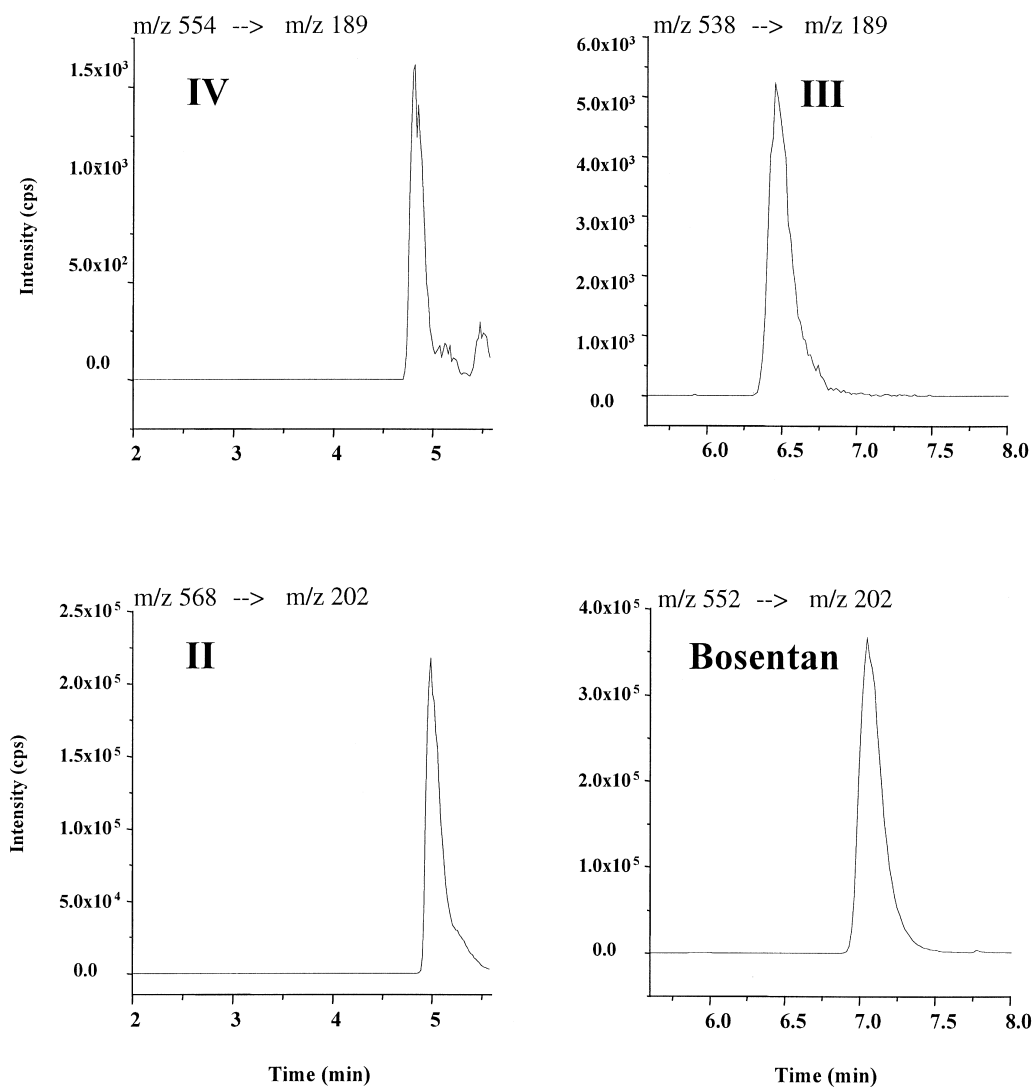 m/z 554 --> m/z 189
IV
1.5x10³
1.0x10³
5.0x10²
0.0
Intensity (cps)
2 3 4 5
m/z 538 --> m/z 189
III
6.0x10³
5.0x10³
4.0x10³
3.0x10³
2.0x10³
1.0x10³
0.0
6.0 6.5 7.0 7.5 8.0
m/z 568 --> m/z 202
II
2.5x10⁵
2.0x10⁵
1.5x10⁵
1.0x10⁵
5.0x10⁴
0.0
Intensity (cps)
2 3 4 5
Time (min)
m/z 552 --> m/z 202
Bosentan
4.0x10⁵
3.0x10⁵
2.0x10⁵
1.0x10⁵
0.0
6.0 6.5 7.0 7.5 8.0
Time (min)